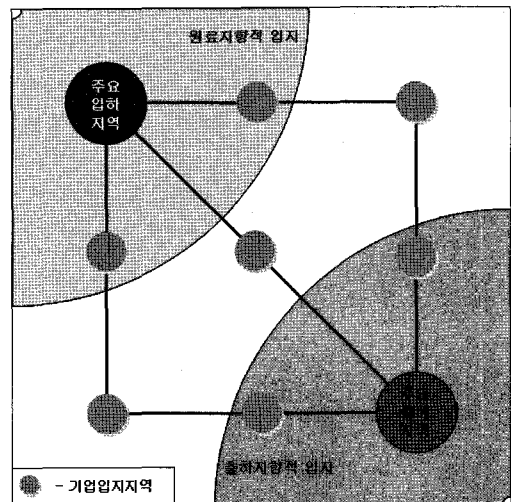 원료지향적 입지
주요
입하
지역
출하지향적 입지
- 기업입지지역